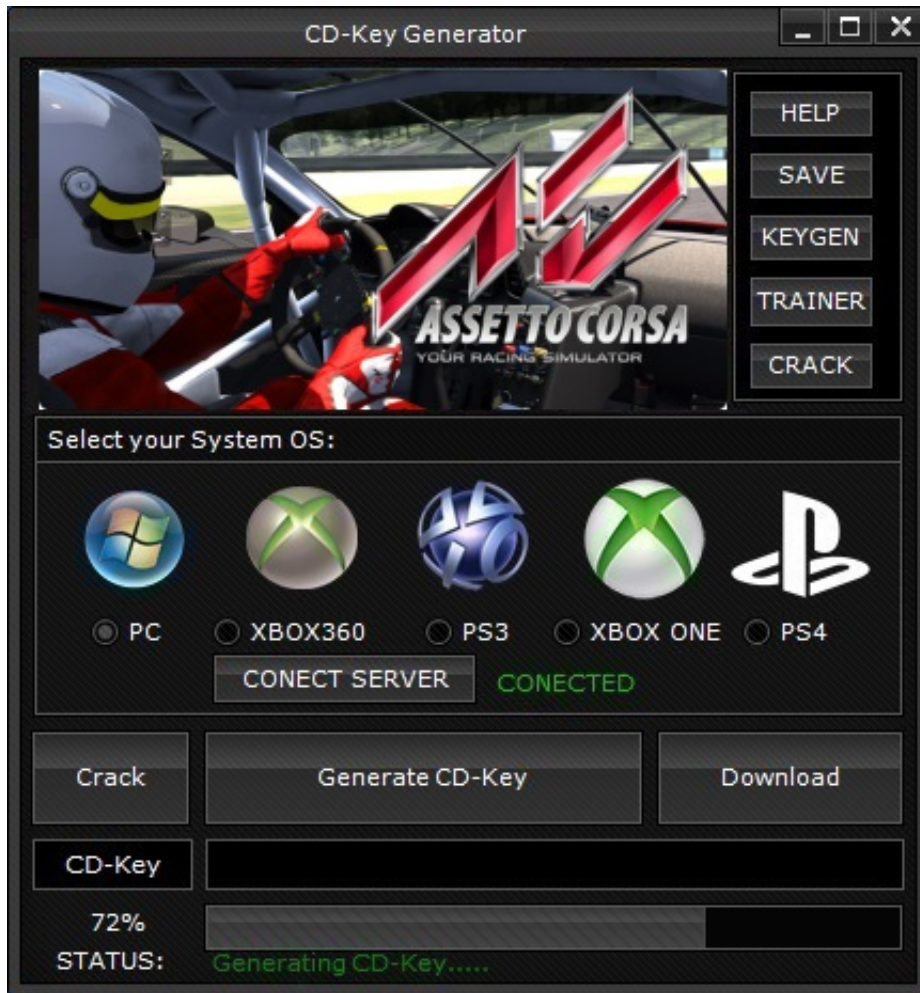 CD-Key Generator
HELP
SAVE
KEYGEN
TRAINER
CRACK
ASSETTO CORSA
YOUR RACING SIMULATOR
Select your System OS:
PC XBOX360 PS3 XBOX ONE PS4
CONECT SERVER CONECTED
Crack Generate CD-Key Download
CD-Key
72%
STATUS: Generating CD-Key.....